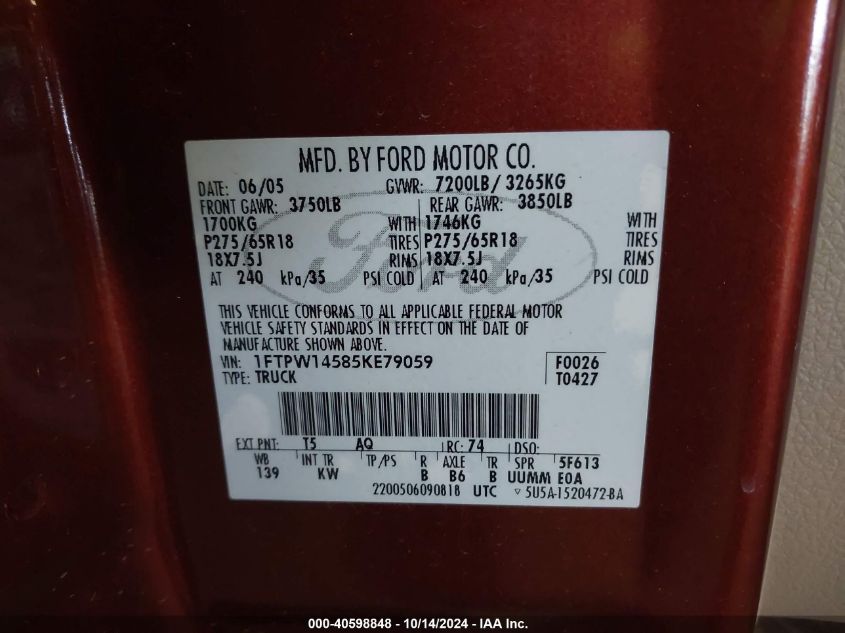 MFD. BY FORD MOTOR CO.
DATE: 06/05 GVWR: 7200LB/ 3265KG
FRONT GAWR: 3750LB REAR GAWR: 3850LB
1700KG WITH 1746KG WITH
P275/65R18 TIRES P275/65R18 TIRES
18X7.5J RIMS 18X7.5J RIMS
AT 240 kPa/35 PSI COLD AT 240 kPa/35 PSI COLD
Ford
THIS VEHICLE CONFORMS TO ALL APPLICABLE FEDERAL MOTOR
VEHICLE SAFETY STANDARDS IN EFFECT ON THE DATE OF
MANUFACTURE SHOWN ABOVE.
VIN: 1FTPW14585KE79059 F0026
TYPE: TRUCK T0427
EXT PNT: T5 AQ RC: 74 DSO:
WB INT TR TP/PS R AXLE TR SPR 5F613
139 KW B B6 B UUMM E0A
2200506090818 UTC ▽ 5U5A-1520472-BA
000-40598848 - 10/14/2024 - IAA Inc.